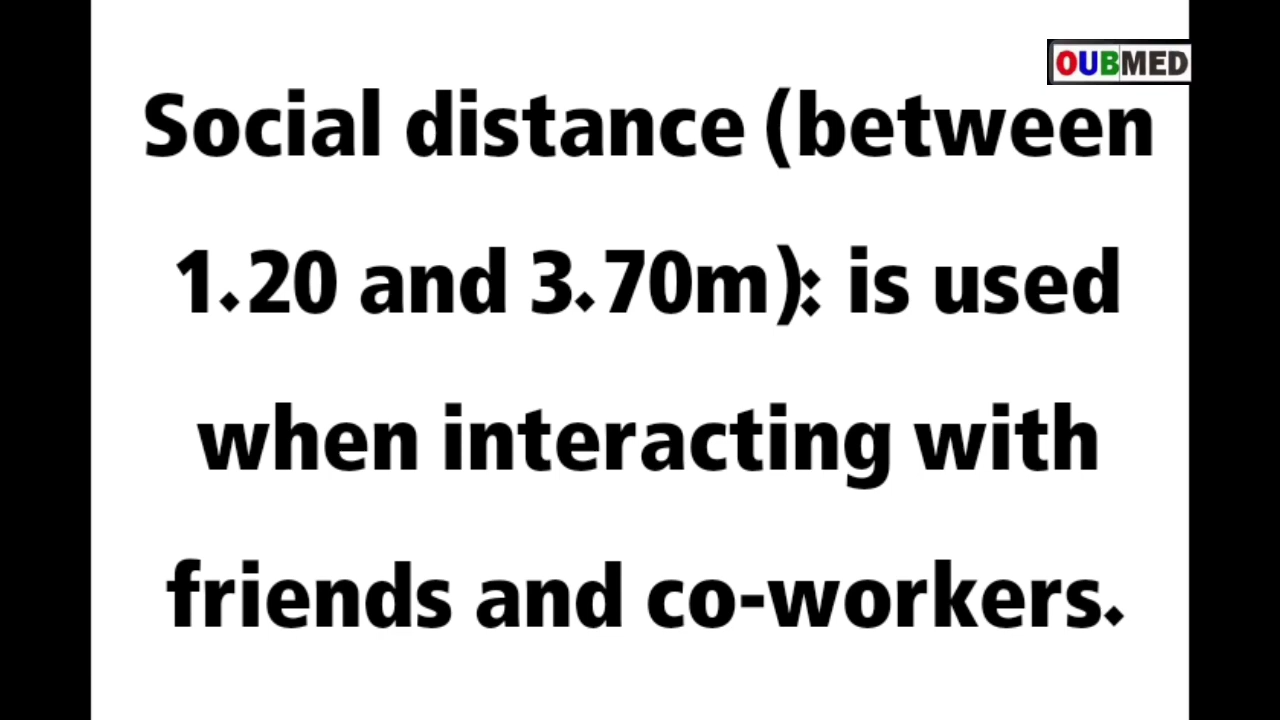 OUBMED
Social distance (between
1.20 and 3.70m): is used
when interacting with
friends and co-workers.